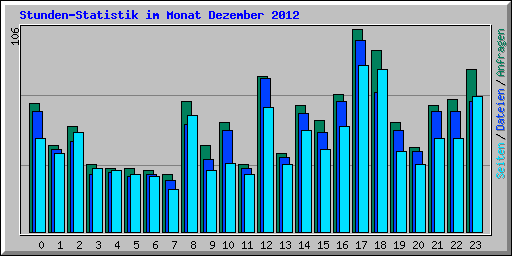 Stunden-Statistik im Monat Dezember 2012
106
Seiten / Dateien / Anfragen
0 1 2 3 4 5 6 7 8 9 10 11 12 13 14 15 16 17 18 19 20 21 22 23